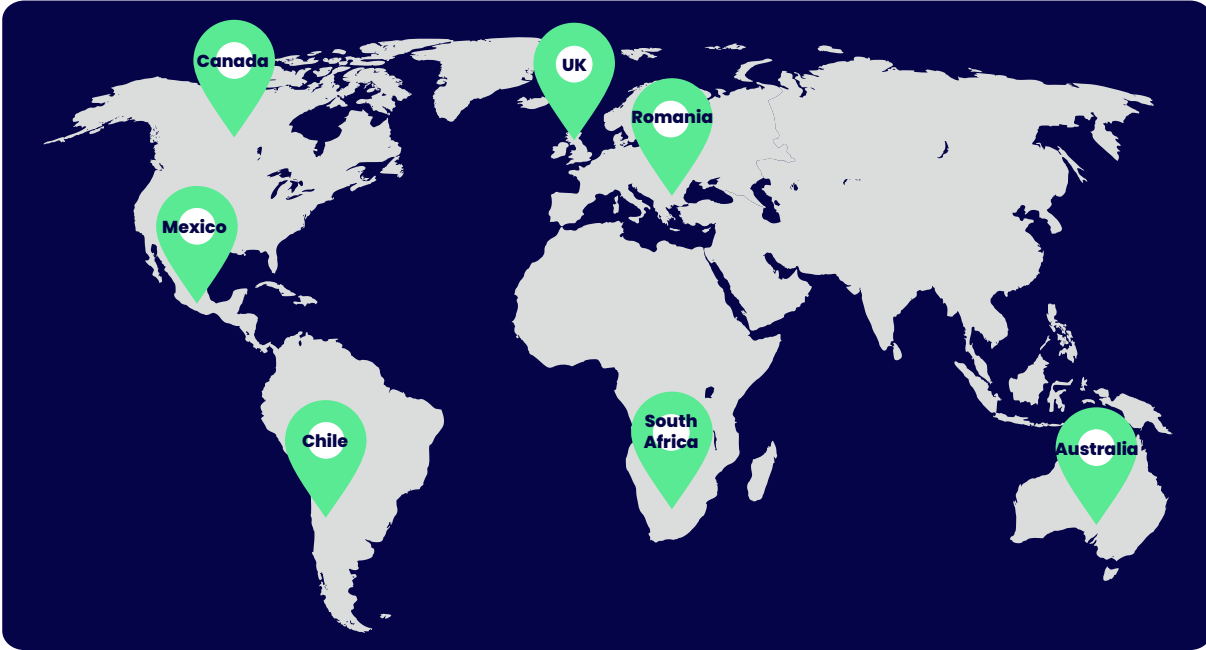 Canada
UK
Romania
Mexico
Chile
South
Africa
Australia